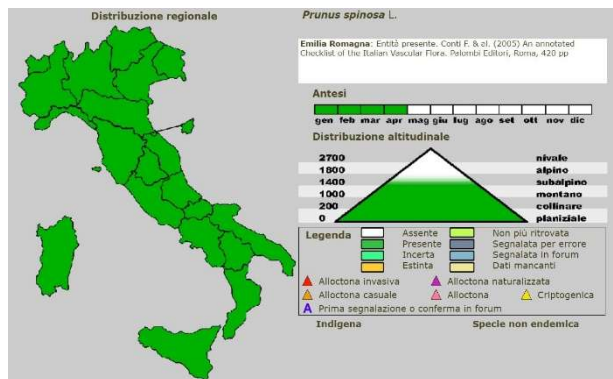 Distribuzione regionale
Prunus spinosa L.
Emilia Romagna: Entità presente. Conti F. & al. (2005) An annotated
Checklist of the Italian Vascular Flora. Palombi Editori, Roma, 420 pp
Antesi
gen feb mar apr mag giu lug ago set ott nov dic
Distribuzione altitudinale
2700 nivale
1800 alpino
1400 subalpino
1000 montano
200 collinare
0 planiziale
Legenda
Assente Non più ritrovata
Presente Segnalata per errore
Incerta Segnalata in forum
Estinta Dati mancanti
Alloctona invasiva Alloctona naturalizzata
Alloctona casuale Alloctona Criptogenica
A Prima segnalazione o conferma in forum
Indigena Specie non endemica